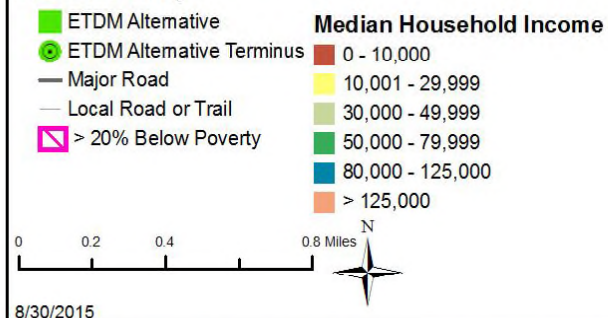 ETDM Alternative
ETDM Alternative Terminus
Major Road
Local Road or Trail
> 20% Below Poverty
Median Household Income
0 - 10,000
10,001 - 29,999
30,000 - 49,999
50,000 - 79,999
80,000 - 125,000
> 125,000
0 0.2 0.4 0.8 Miles
N
8/30/2015